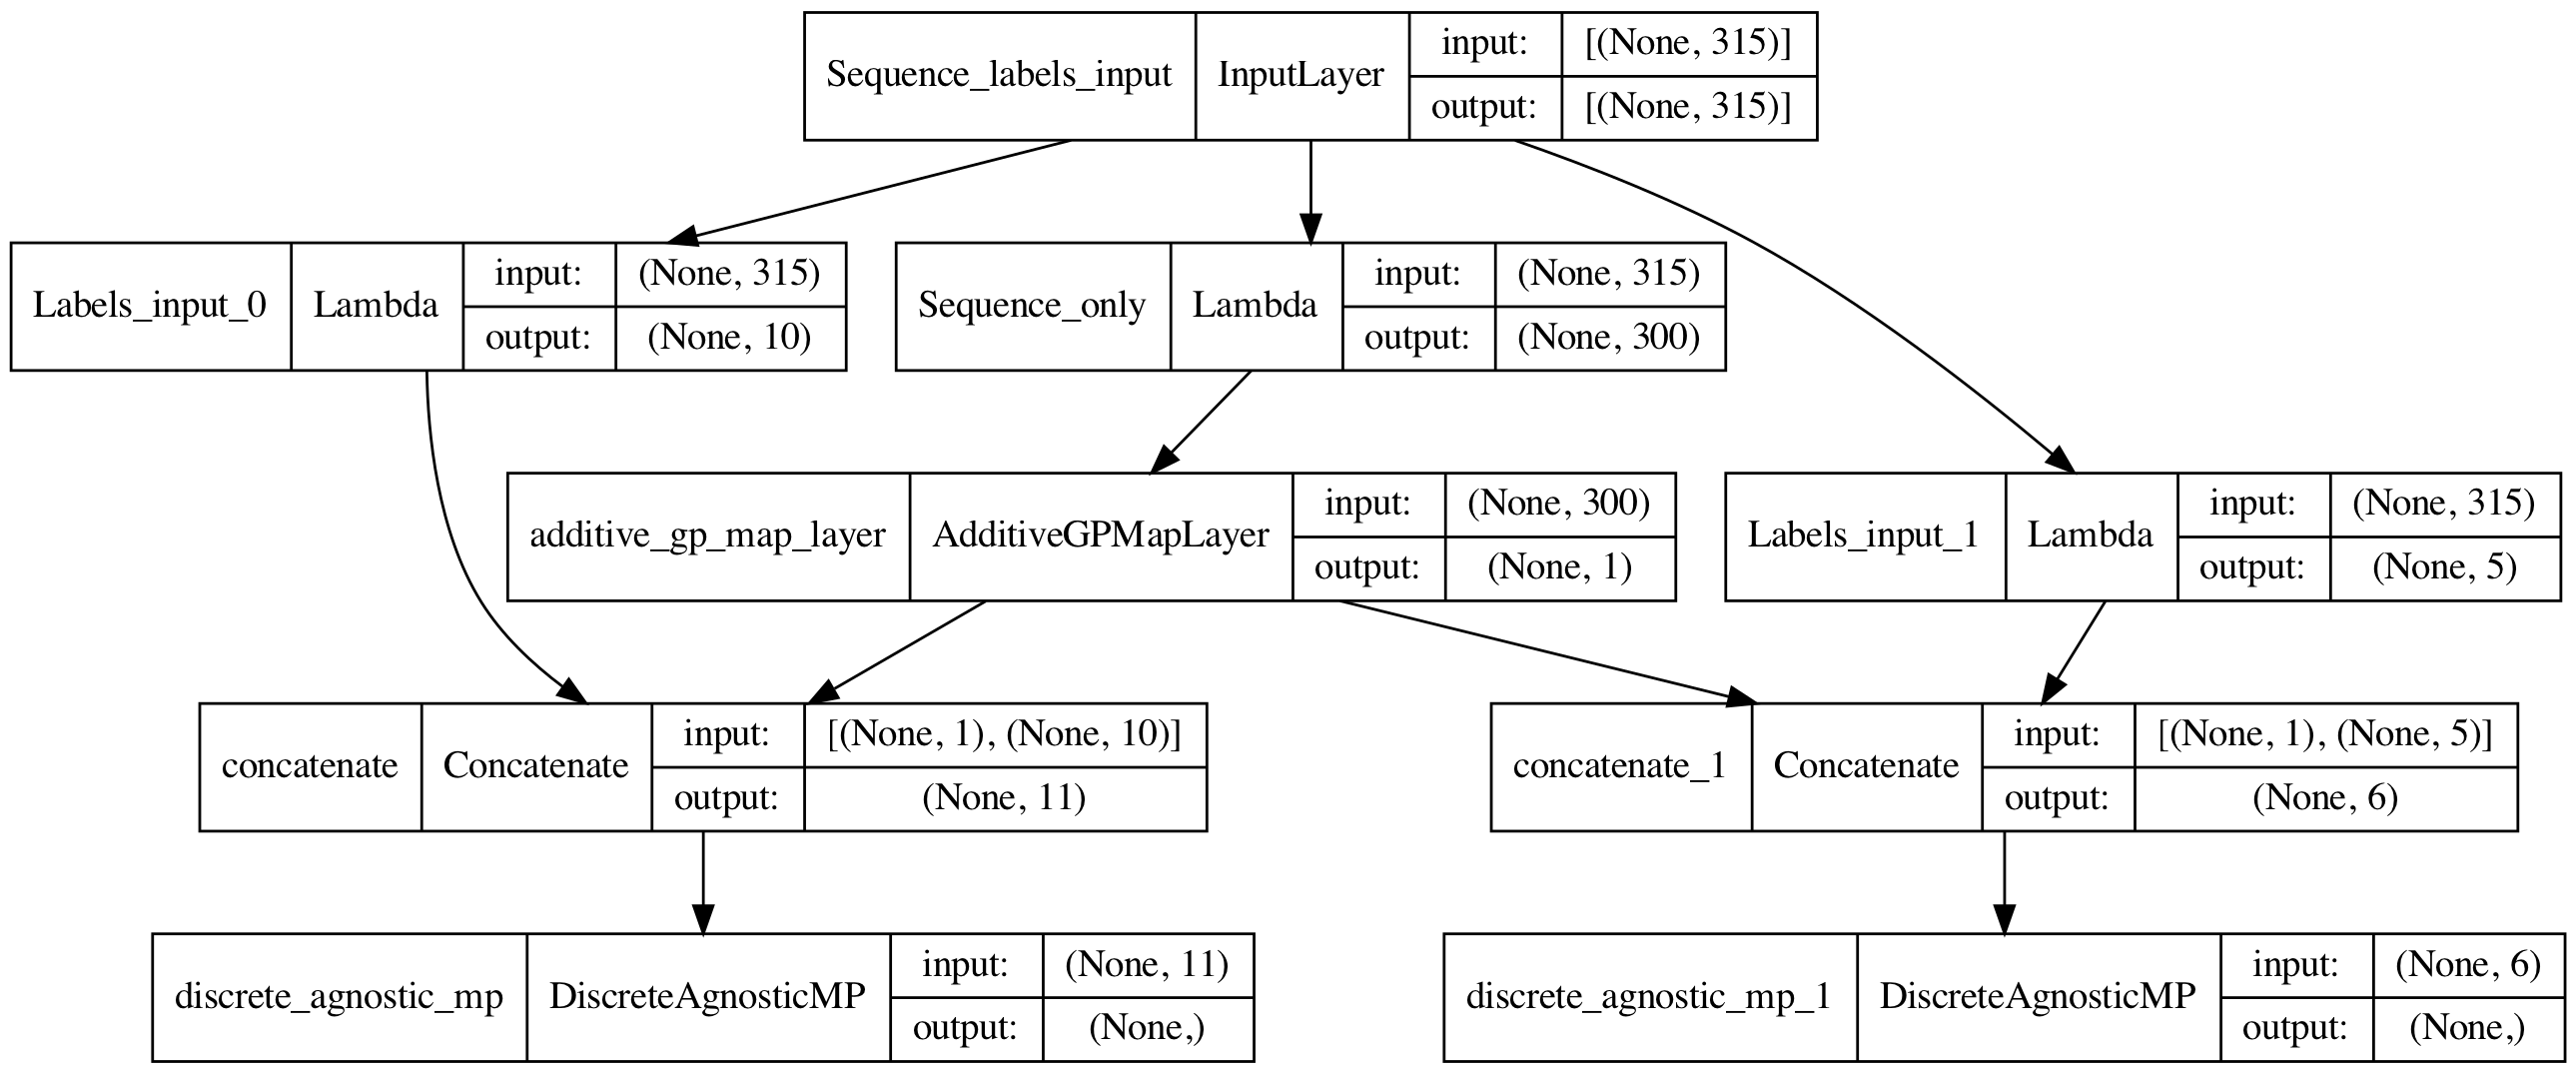 Sequence_labels_input InputLayer input: [(None, 315)]
output: [(None, 315)]
Labels_input_0 Lambda input: (None, 315)
output: (None, 10)
Sequence_only Lambda input: (None, 315)
output: (None, 300)
additive_gp_map_layer AdditiveGPMapLayer input: (None, 300)
output: (None, 1)
Labels_input_1 Lambda input: (None, 315)
output: (None, 5)
concatenate Concatenate input: [(None, 1), (None, 10)]
output: (None, 11)
concatenate_1 Concatenate input: [(None, 1), (None, 5)]
output: (None, 6)
discrete_agnostic_mp DiscreteAgnosticMP input: (None, 11)
output: (None,)
discrete_agnostic_mp_1 DiscreteAgnosticMP input: (None, 6)
output: (None,)